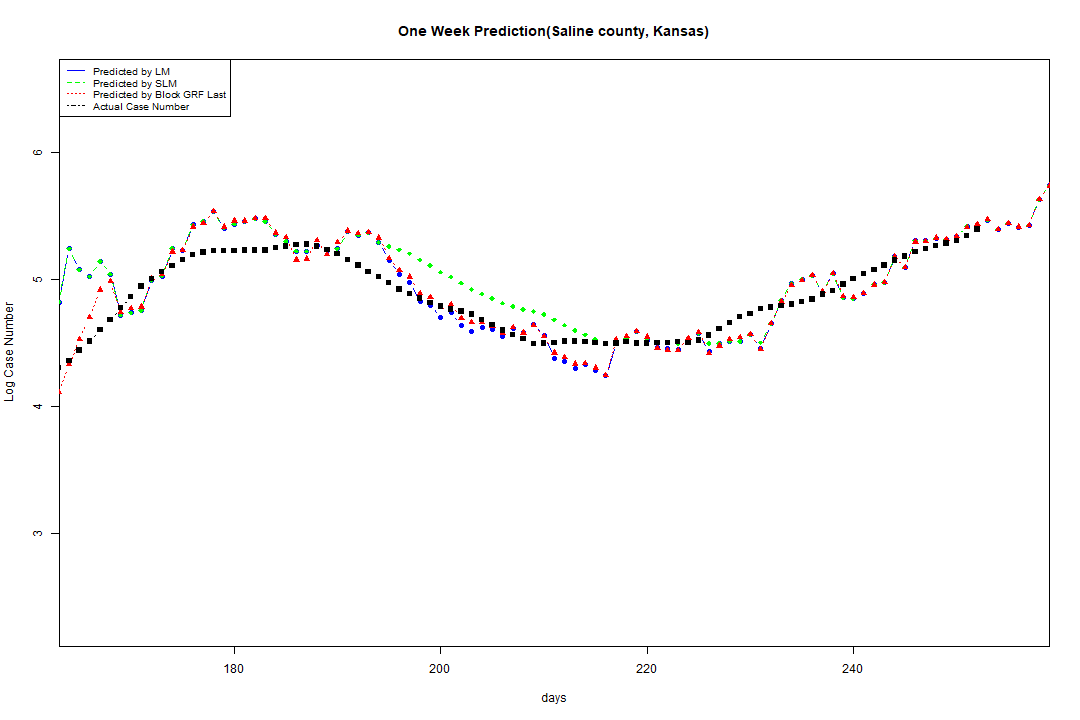 One Week Prediction(Saline county, Kansas)
Predicted by LM
Predicted by SLM
Predicted by Block GRF Last
Actual Case Number
6
5
4
3
Log Case Number
180 200 220 240
days